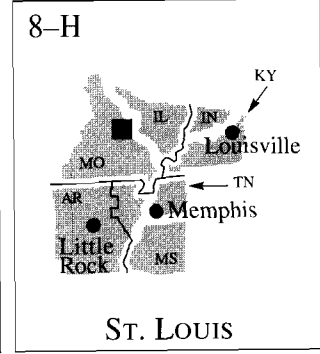 8–H
KY
IL
IN
Louisville
MO
TN
AR
Memphis
Little
Rock
MS
ST. LOUIS